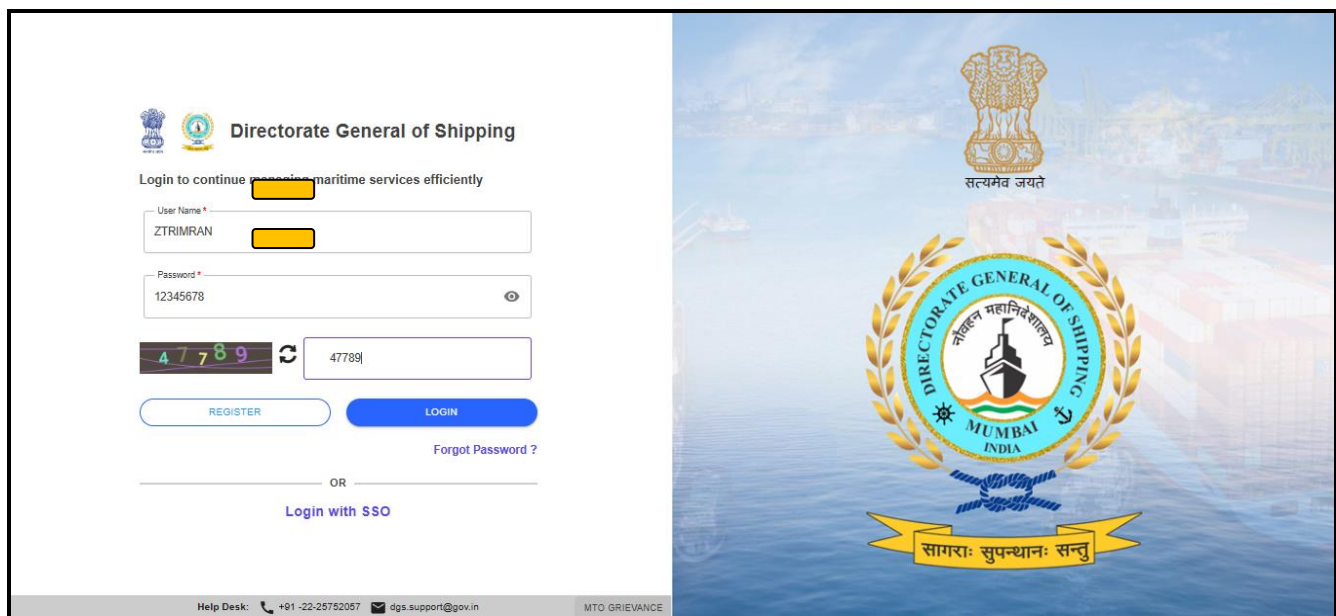 Directorate General of Shipping
Login to continue managing maritime services efficiently
User Name *
ZTRIMRAN
Password *
12345678
47789
47789
REGISTER
LOGIN
Forgot Password ?
OR
Login with SSO
Help Desk: +91 -22-25752057 dgs.support@gov.in
MTO GRIEVANCE
सत्यमेव जयते
DIRECTORATE GENERAL OF SHIPPING
नौवहन महानिदेशालय
MUMBAI
INDIA
सागराः सुपन्थानः सन्तु